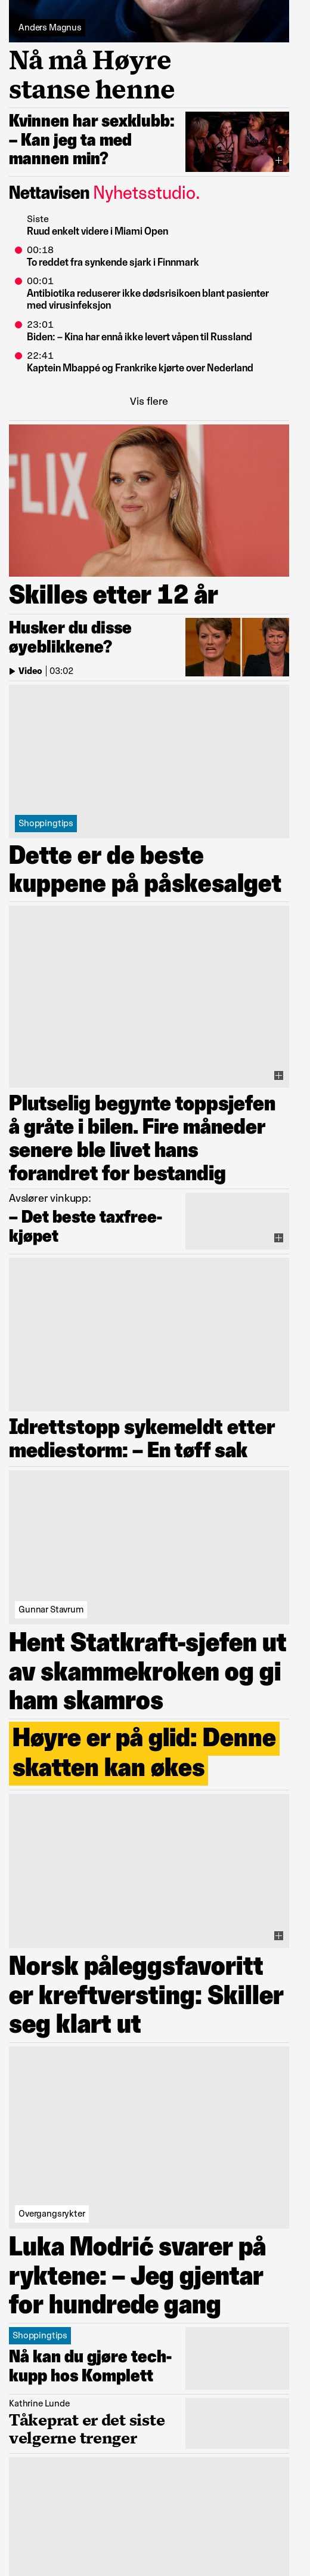 Anders Magnus
Nå må Høyre
stanse henne
Kvinnen har sexklubb:
– Kan jeg ta med
mannen min?
Nettavisen Nyhetsstudio.
Siste
Ruud enkelt videre i Miami Open
00:18
To reddet fra synkende sjark i Finnmark
00:01
Antibiotika reduserer ikke dødsrisikoen blant pasienter
med virusinfeksjon
23:01
Biden: – Kina har ennå ikke levert våpen til Russland
22:41
Kaptein Mbappé og Frankrike kjørte over Nederland
Vis flere
FLIX
Skilles etter 12 år
Husker du disse
øyeblikkene?
Video | 03:02
Shoppingtips
Dette er de beste
kuppene på påskesalget
Plutselig begynte toppsjefen
å gråte i bilen. Fire måneder
senere ble livet hans
forandret for bestandig
Avslører vinkupp:
– Det beste taxfree-
kjøpet
Idrettstopp sykemeldt etter
mediestorm: – En tøff sak
Gunnar Stavrum
Hent Statkraft-sjefen ut
av skammekroken og gi
ham skamros
Høyre er på glid: Denne
skatten kan økes
Norsk påleggsfavoritt
er kreftversting: Skiller
seg klart ut
Overgangsrykter
Luka Modrić svarer på
ryktene: – Jeg gjentar
for hundrede gang
Shoppingtips
Nå kan du gjøre tech-
kupp hos Komplett
Kathrine Lunde
Tåkeprat er det siste
velgerne trenger